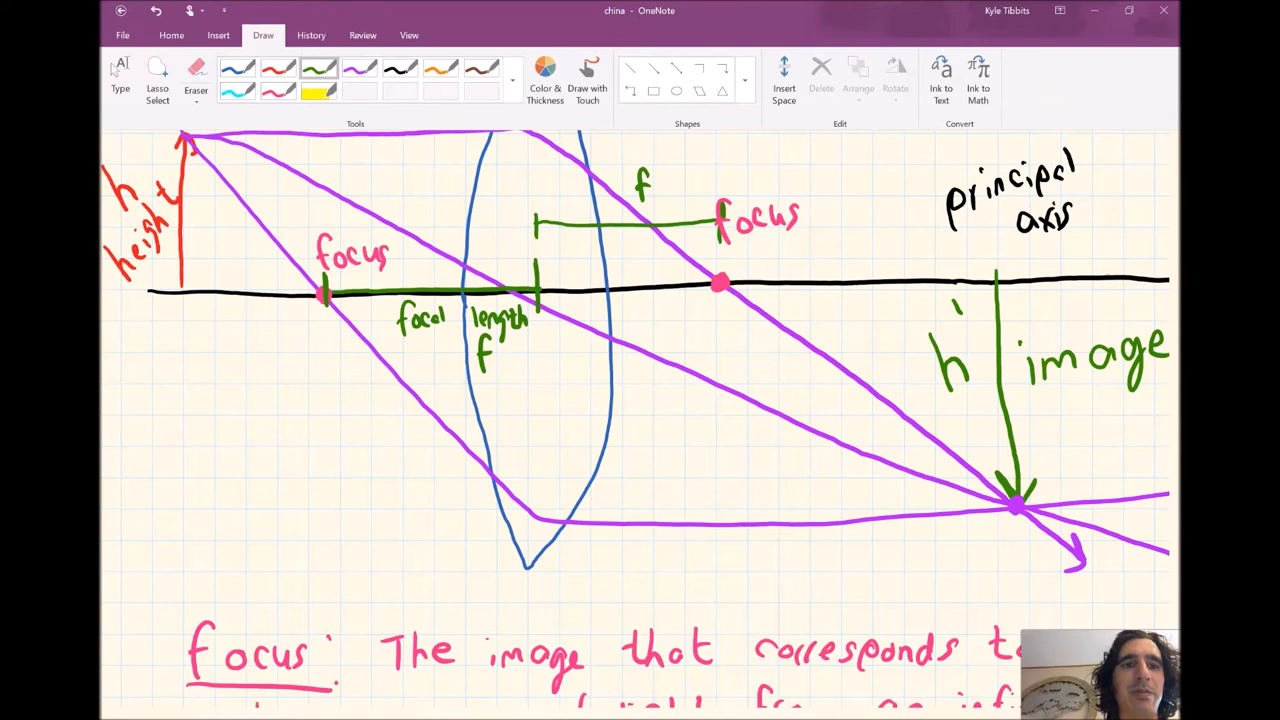 china - OneNote
Kyle Tibbits
File Home Insert Draw History Review View
Type
Lasso Select
Eraser
Color & Thickness
Draw with Touch
Insert Space
Delete
Arrange
Rotate
Ink to Text
Ink to Math
Tools
Shapes
Edit
Convert
h
height
f
focus
focus
principal
axis
focal length
f
h'
image
focus: The image that corresponds to